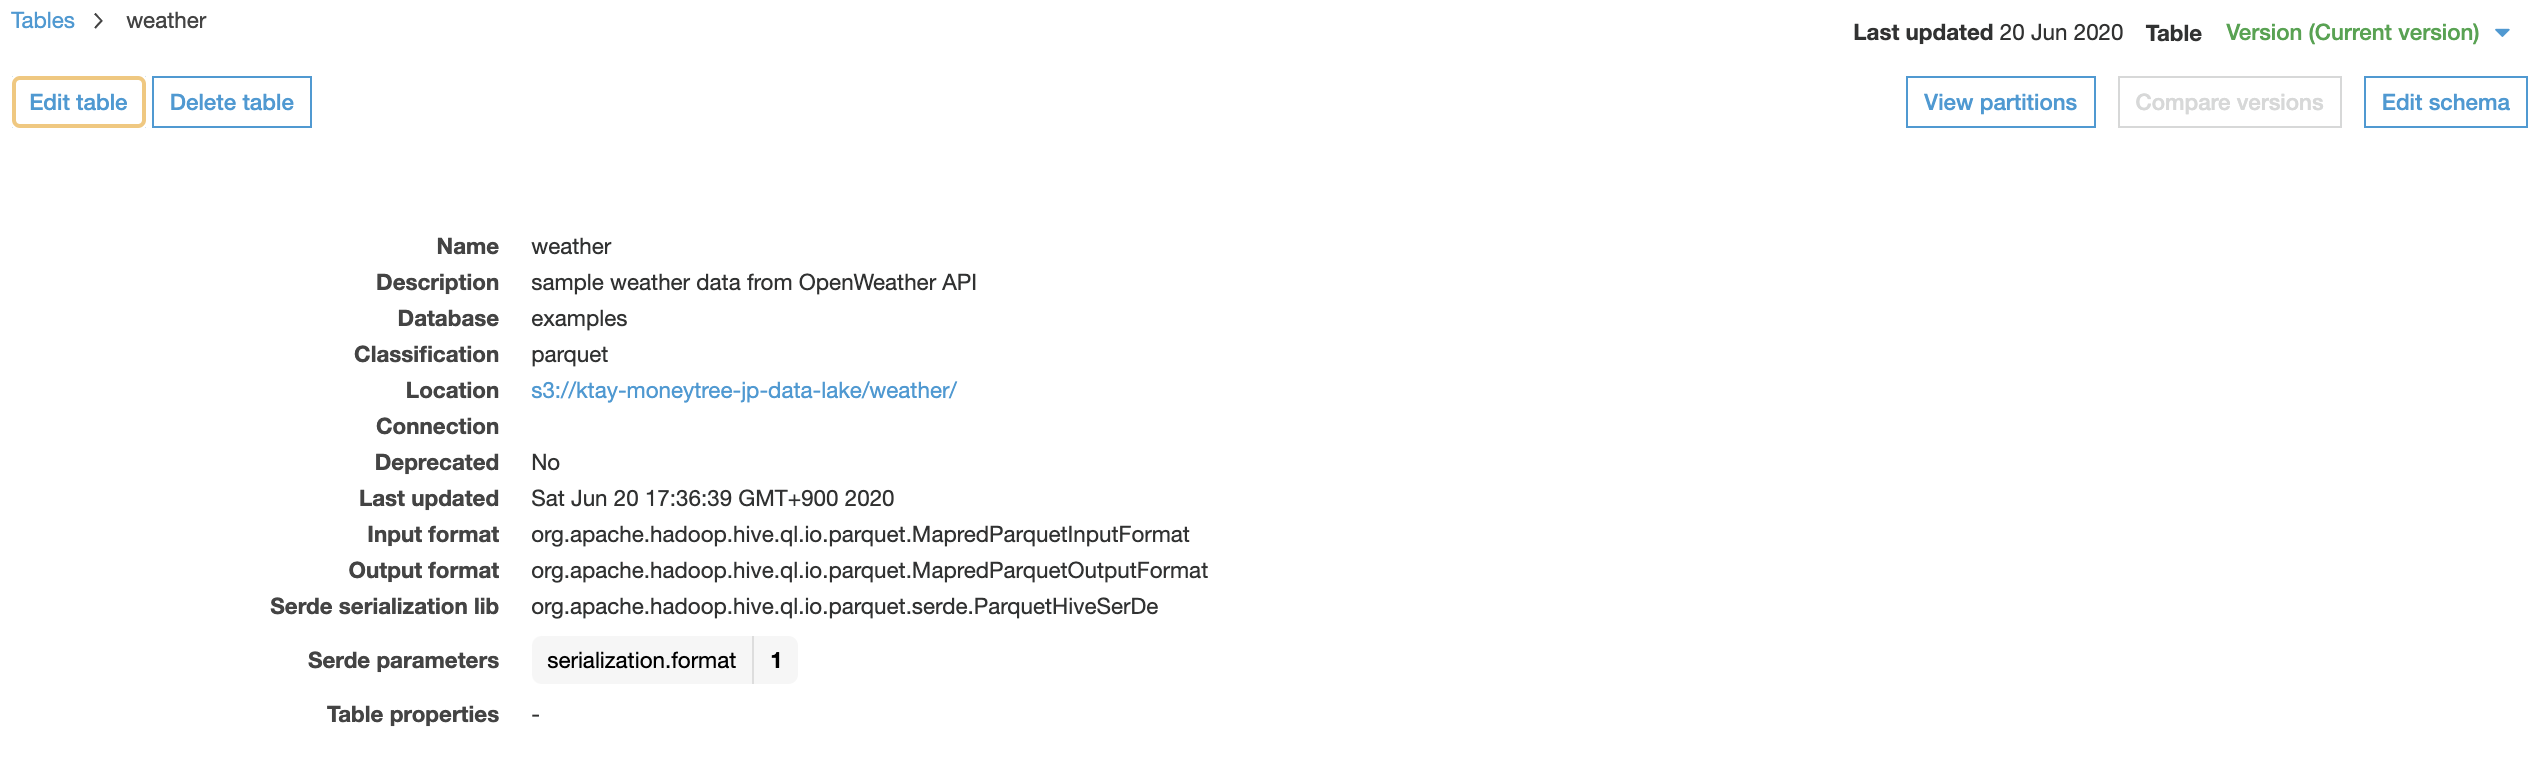 Tables > weather
Last updated 20 Jun 2020 Table Version (Current version)
Edit table Delete table View partitions Compare versions Edit schema
Name weather
Description sample weather data from OpenWeather API
Database examples
Classification parquet
Location s3://ktay-moneytree-jp-data-lake/weather/
Connection
Deprecated No
Last updated Sat Jun 20 17:36:39 GMT+900 2020
Input format org.apache.hadoop.hive.ql.io.parquet.MapredParquetInputFormat
Output format org.apache.hadoop.hive.ql.io.parquet.MapredParquetOutputFormat
Serde serialization lib org.apache.hadoop.hive.ql.io.parquet.serde.ParquetHiveSerDe
Serde parameters serialization.format 1
Table properties -